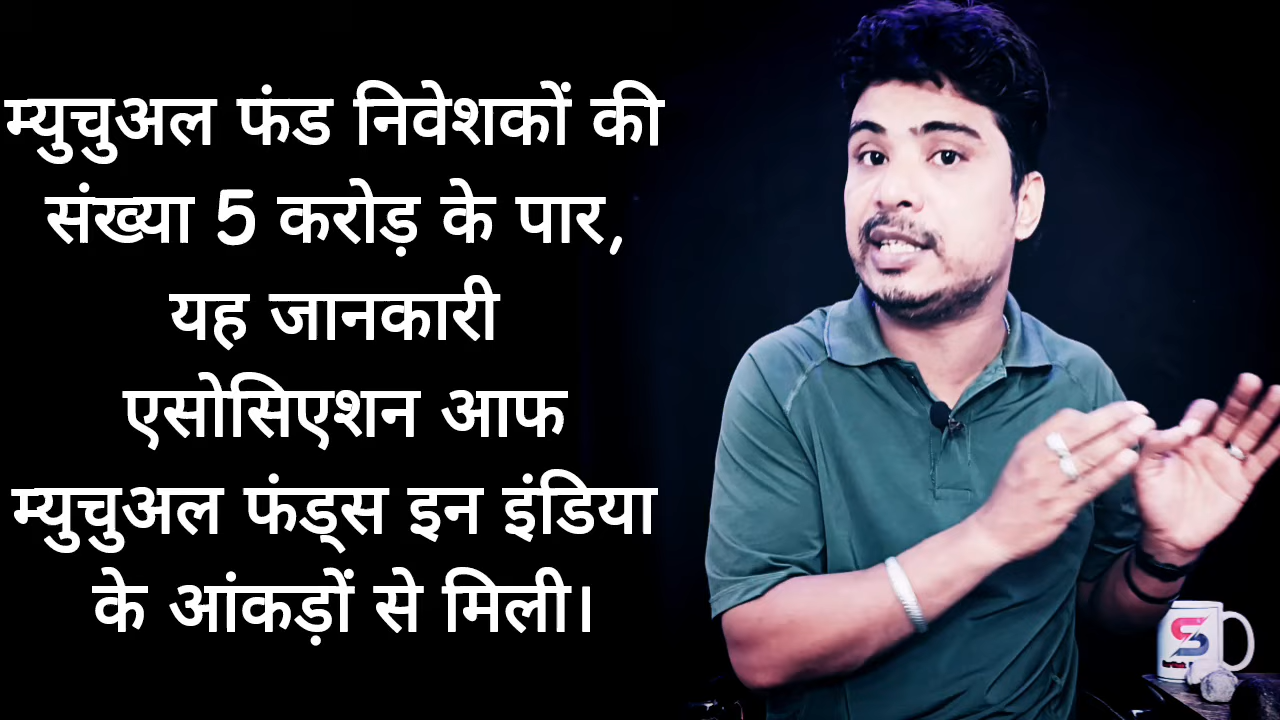 म्युचुअल फंड निवेशकों की
संख्या 5 करोड़ के पार,
यह जानकारी
एसोसिएशन आफ
म्युचुअल फंड्स इन इंडिया
के आंकड़ों से मिली।